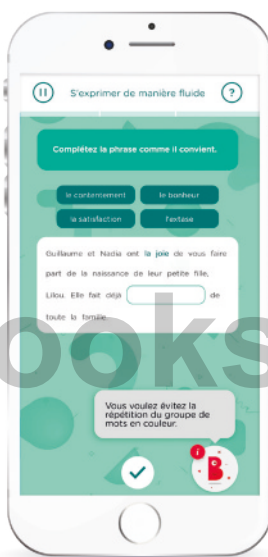 S'exprimer de manière fluide ?
Complétez la phrase comme il convient.
le contentement le bonheur
la satisfaction l'extase
Guillaume et Nadia ont la joie de vous faire
part de la naissance de leur petite fille,
Lilou. Elle fait déjà de
toute la famille.
ooks
Vous voulez évitez la
répétition du groupe de
mots en couleur.
i
B